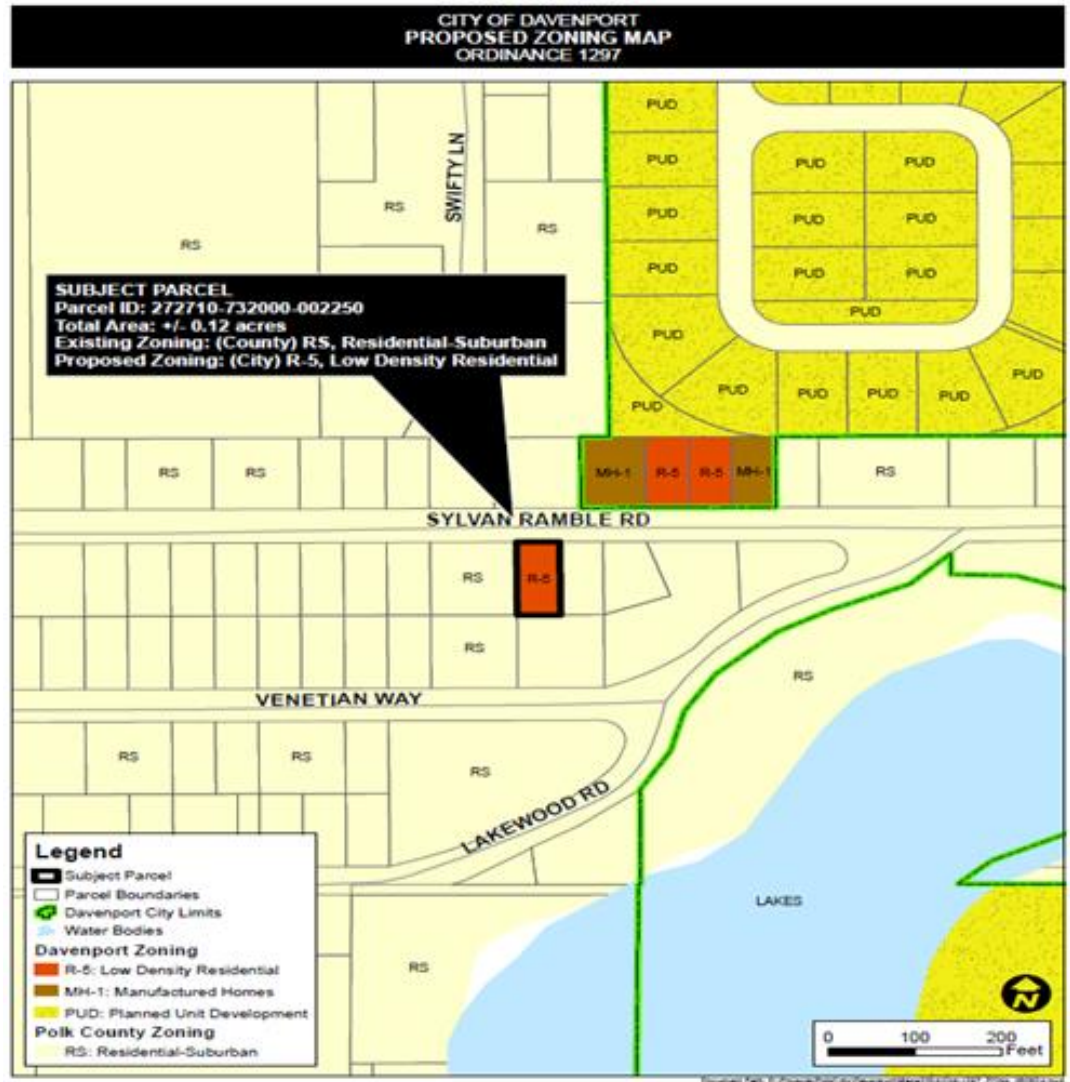 CITY OF DAVENPORT
PROPOSED ZONING MAP
ORDINANCE 1297
PUD
PUD
PUD
PUD
SWIFTY LN
RS
PUD
PUD
RS
RS
PUD
PUD
PUD
PUD
PUD
SUBJECT PARCEL
Parcel ID: 272710-732000-002250
Total Area: +/- 0.12 acres
Existing Zoning: (County) RS, Residential-Suburban
Proposed Zoning: (City) R-5, Low Density Residential
PUD
PUD
PUD
PUD
PUD
PUD
PUD
PUD
RS
RS
MH-1
R-5
R-5
MH-1
RS
SYLVAN RAMBLE RD
RS
R-5
RS
RS
VENETIAN WAY
RS
RS
RS
LAKEWOOD RD
LAKES
RS
Legend
Subject Parcel
Parcel Boundaries
Davenport City Limits
Water Bodies
Davenport Zoning
R-5: Low Density Residential
MH-1: Manufactured Homes
PUD: Planned Unit Development
Polk County Zoning
RS: Residential-Suburban
N
0 100 200
Feet